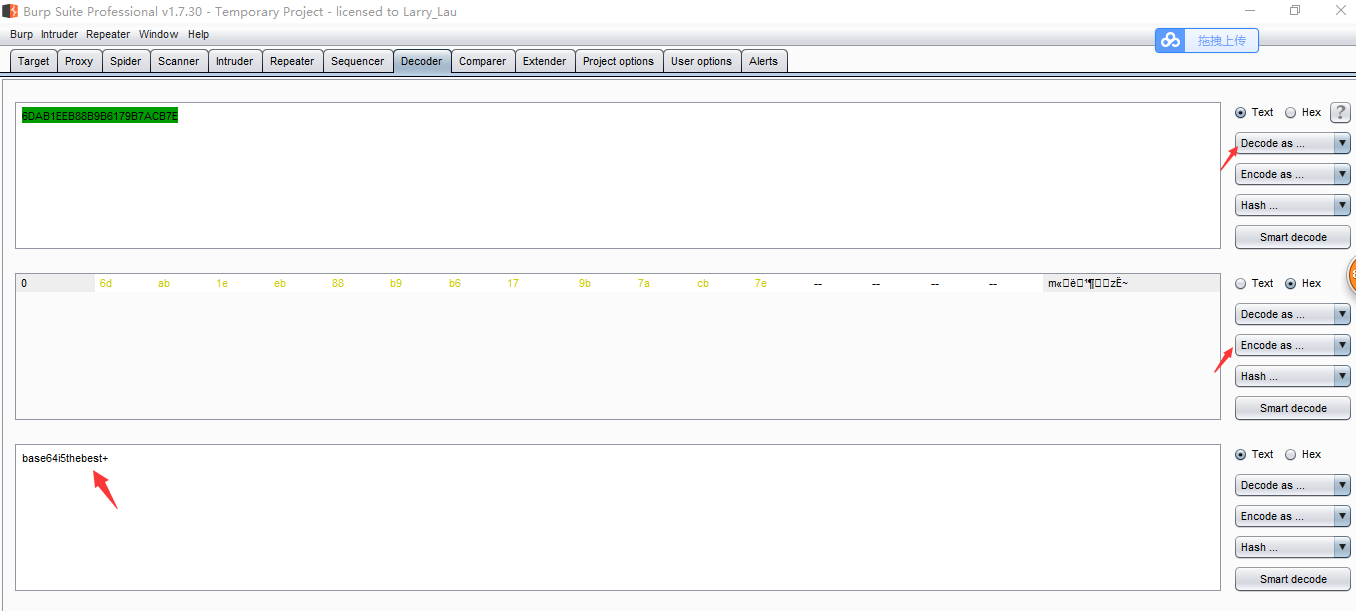 Burp Suite Professional v1.7.30 - Temporary Project - licensed to Larry_Lau
Burp Intruder Repeater Window Help
拖拽上传
Target Proxy Spider Scanner Intruder Repeater Sequencer Decoder Comparer Extender Project options User options Alerts
6DAB1EEB88B9B6179B7ACB7E
Text Hex ?
Decode as ...
Encode as ...
Hash ...
Smart decode
0 6d ab 1e eb 88 b9 b6 17 9b 7a cb 7e -- -- -- -- m«□ë□¹¶□□zË~
Text Hex
Decode as ...
Encode as ...
Hash ...
Smart decode
base64i5thebest+
Text Hex
Decode as ...
Encode as ...
Hash ...
Smart decode